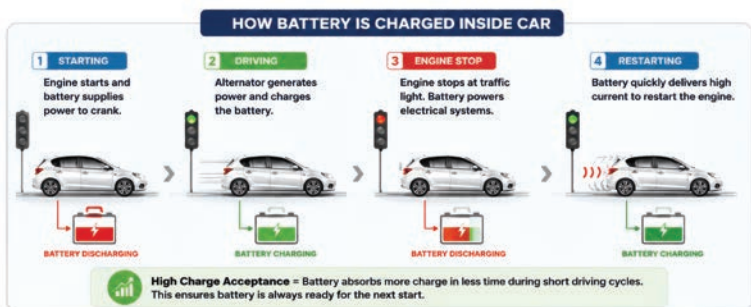 HOW BATTERY IS CHARGED INSIDE CAR
1 STARTING
Engine starts and
battery supplies
power to crank.
BATTERY DISCHARGING
2 DRIVING
Alternator generates
power and charges
the battery.
BATTERY CHARGING
3 ENGINE STOP
Engine stops at traffic
light. Battery powers
electrical systems.
BATTERY DISCHARGING
4 RESTARTING
Battery quickly delivers high
current to restart the engine.
BATTERY CHARGING
High Charge Acceptance = Battery absorbs more charge in less time during short driving cycles.
This ensures battery is always ready for the next start.